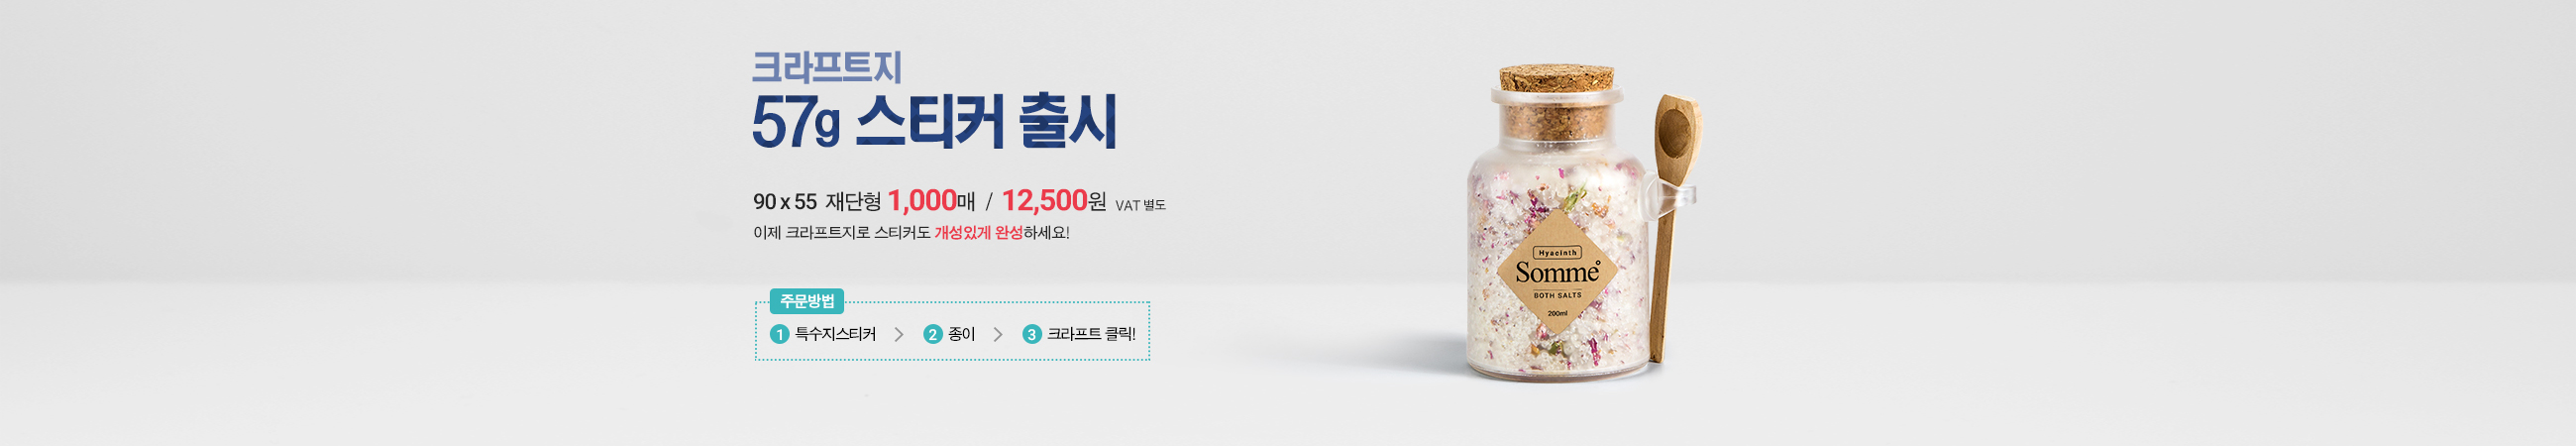 크라프트지
57g 스티커 출시
90 x 55 재단형 1,000매 / 12,500원 VAT 별도
이제 크라프트지로 스티커도 개성있게 완성하세요!
주문방법
1 특수지스티커 > 2 종이 > 3 크라프트 클릭!
Hyacinth
Somme°
BOTH SALTS
200ml